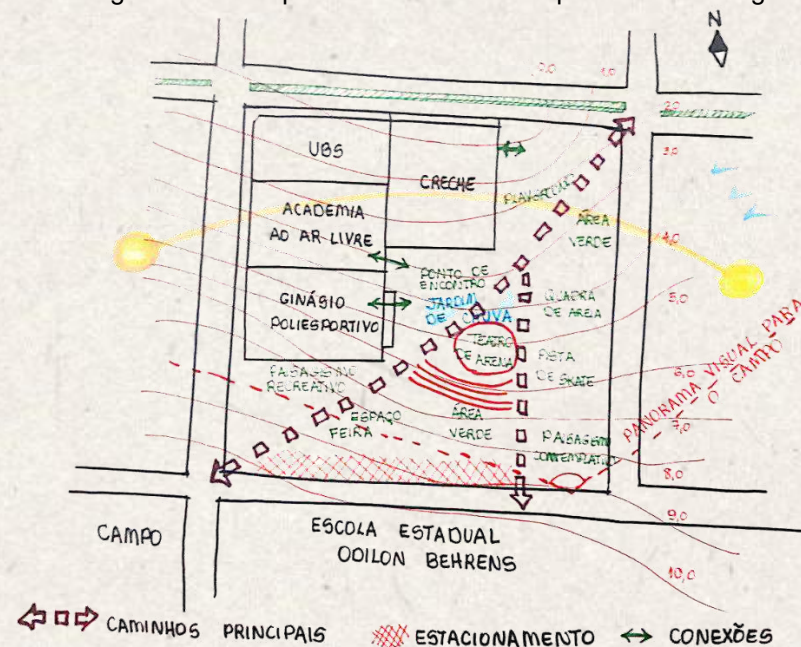 N
0,0
1,0
2,0
3,0
4,0
5,0
6,0
7,0
8,0
9,0
10,0
UBS
CRECHE
ACADEMIA
AO AR LIVRE
GINÁSIO
POLIESPORTIVO
PLAYGROUND
ÁREA
VERDE
PONTO DE
ENCONTRO
JARDIM
DE CHUVA
QUADRA
DE AREIA
TEATRO
DE ARENA
PISTA
DE SKATE
PAISAGISMO
RECREATIVO
ESPAÇO
FEIRA
ÁREA
VERDE
PAISAGISMO
CONTEMPLATIVO
PANORAMA VISUAL PARA
O CAMPO
CAMPO
ESCOLA ESTADUAL
ODILON BEHRENS
CAMINHOS PRINCIPAIS
ESTACIONAMENTO
CONEXÕES